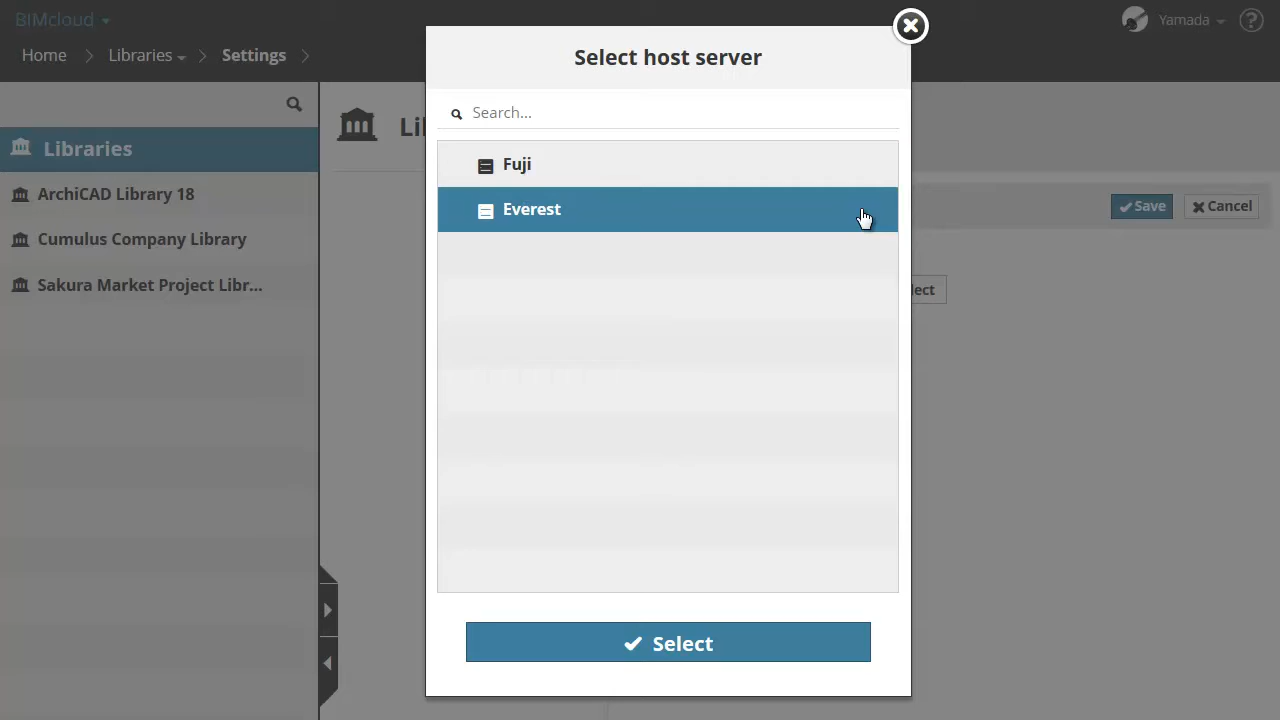 BIMcloud
Yamada
Home
Libraries
Settings
Select host server
Search...
Fuji
Everest
Select
Libraries
ArchiCAD Library 18
Cumulus Company Library
Sakura Market Project Libr...
Save
Cancel